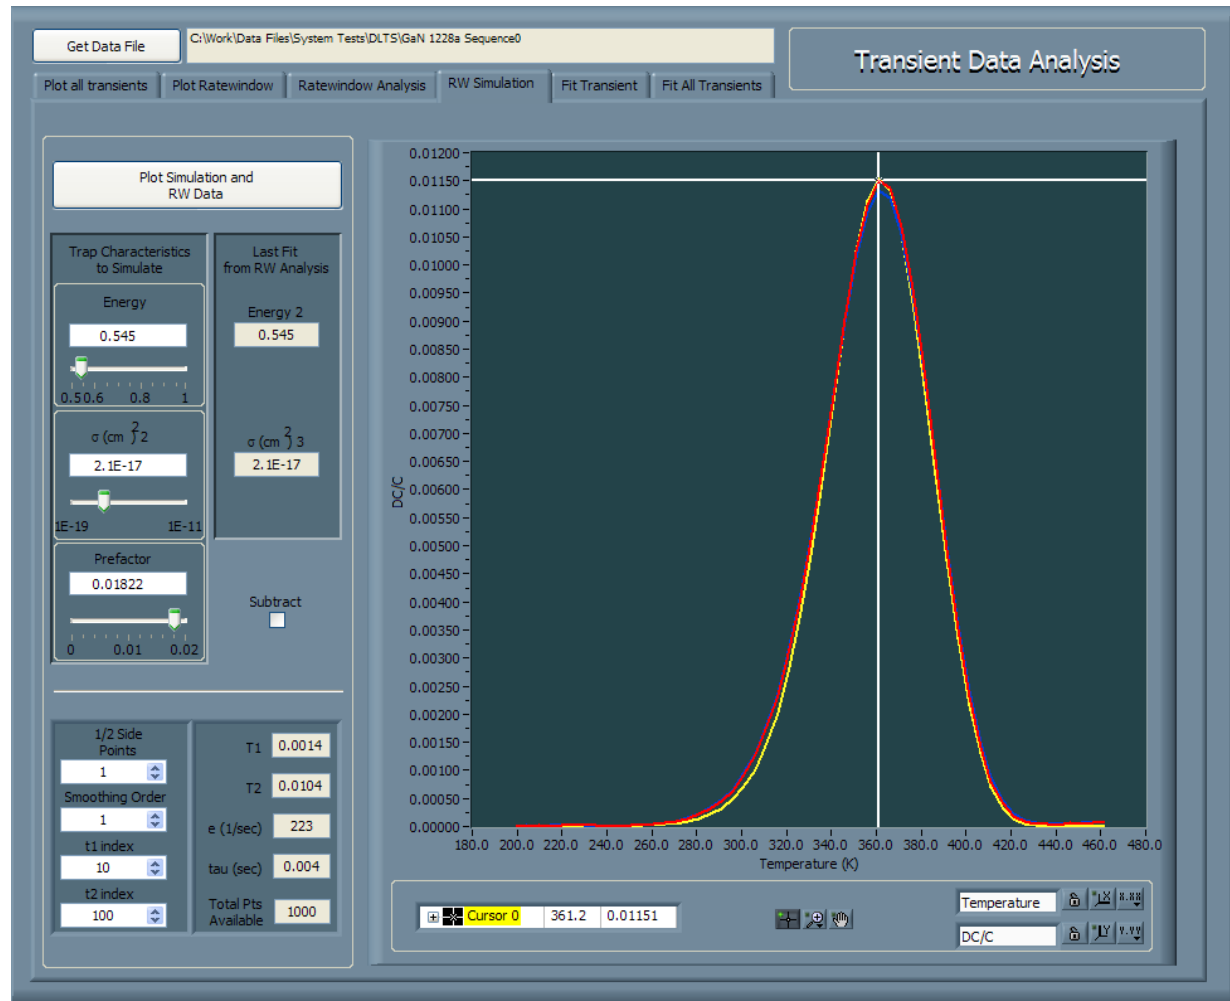 Get Data File
C:\Work\Data Files\System Tests\DLTS\GaN 1228a Sequence0
Transient Data Analysis
Plot all transients
Plot Ratewindow
Ratewindow Analysis
RW Simulation
Fit Transient
Fit All Transients
Plot Simulation and
RW Data
Trap Characteristics
to Simulate
Energy
0.545
0.5 0.6 0.8 1
σ (cm 2) 2
2.1E-17
1E-19 1E-11
Prefactor
0.01822
0 0.01 0.02
Last Fit
from RW Analysis
Energy 2
0.545
σ (cm 2) 3
2.1E-17
Subtract
1/2 Side
Points
1
Smoothing Order
1
t1 index
10
t2 index
100
T1 0.0014
T2 0.0104
e (1/sec) 223
tau (sec) 0.004
Total Pts
Available
1000
DC/C
0.01200
0.01150
0.01100
0.01050
0.01000
0.00950
0.00900
0.00850
0.00800
0.00750
0.00700
0.00650
0.00600
0.00550
0.00500
0.00450
0.00400
0.00350
0.00300
0.00250
0.00200
0.00150
0.00100
0.00050
0.00000
180.0 200.0 220.0 240.0 260.0 280.0 300.0 320.0 340.0 360.0 380.0 400.0 420.0 440.0 460.0 480.0
Temperature (K)
Cursor 0 361.2 0.01151
Temperature
X X.XX
DC/C
Y Y.YY